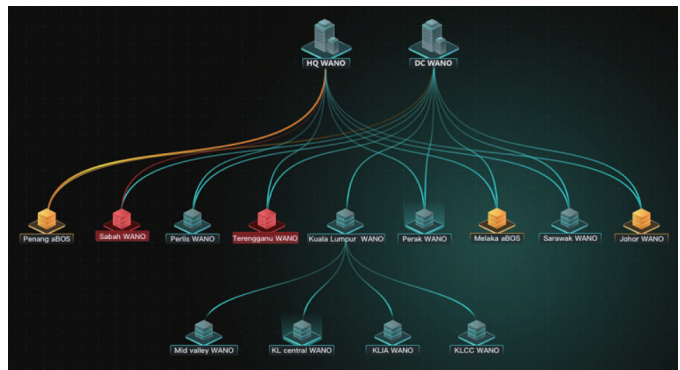 HQ WANO
DC WANO
Penang aBOS
Sabah WANO
Perlis WANO
Terengganu WANO
Kuala Lumpur WANO
Perak WANO
Melaka aBOS
Sarawak WANO
Johor WANO
Mid valley WANO
KL central WANO
KLIA WANO
KLCC WANO